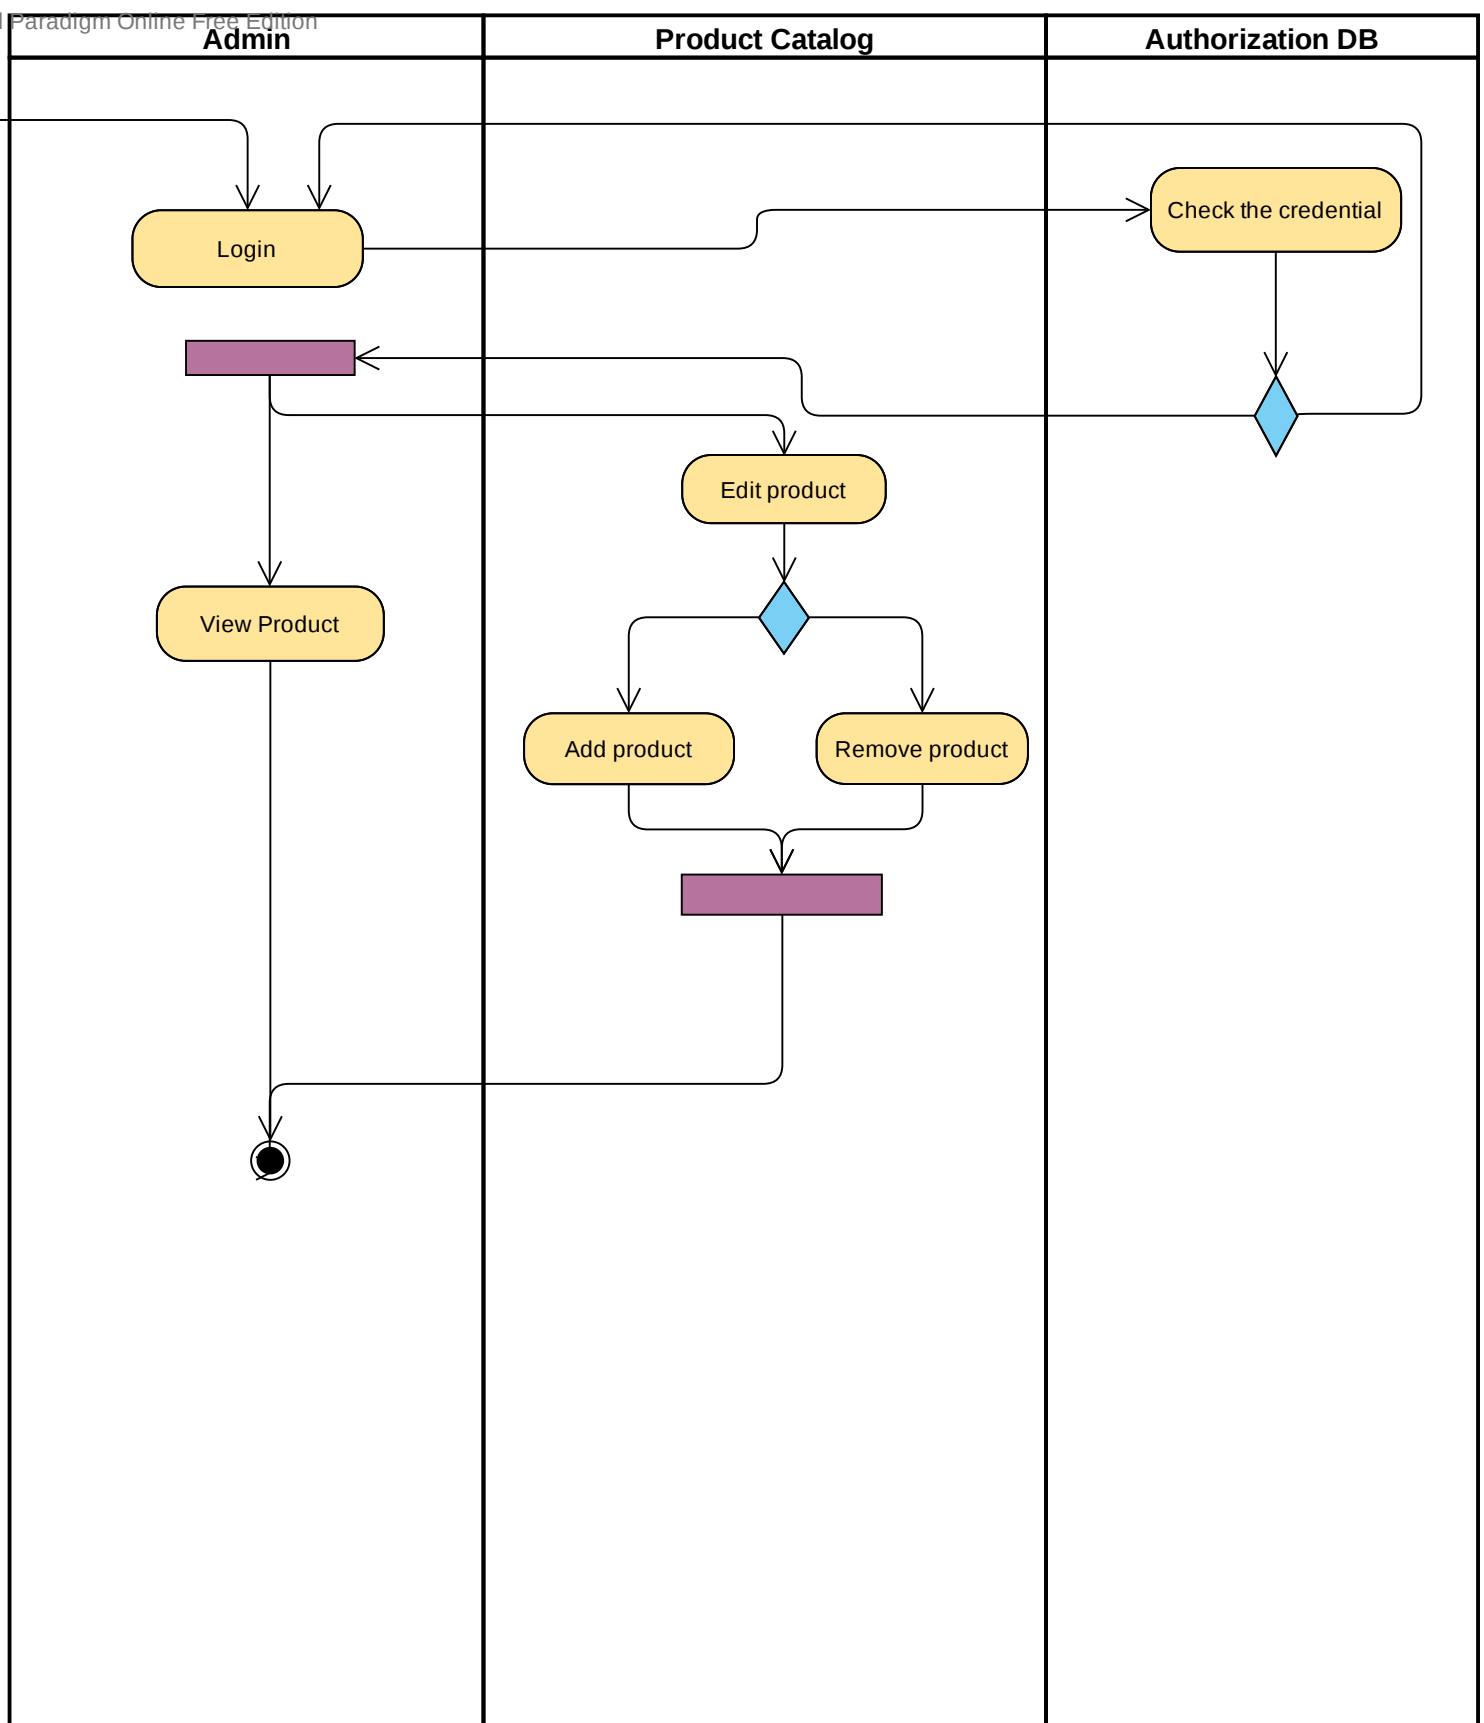 Paradigm Online Free Edition
Admin
Product Catalog
Authorization DB
Check the credential
Login
Edit product
View Product
Add product
Remove product